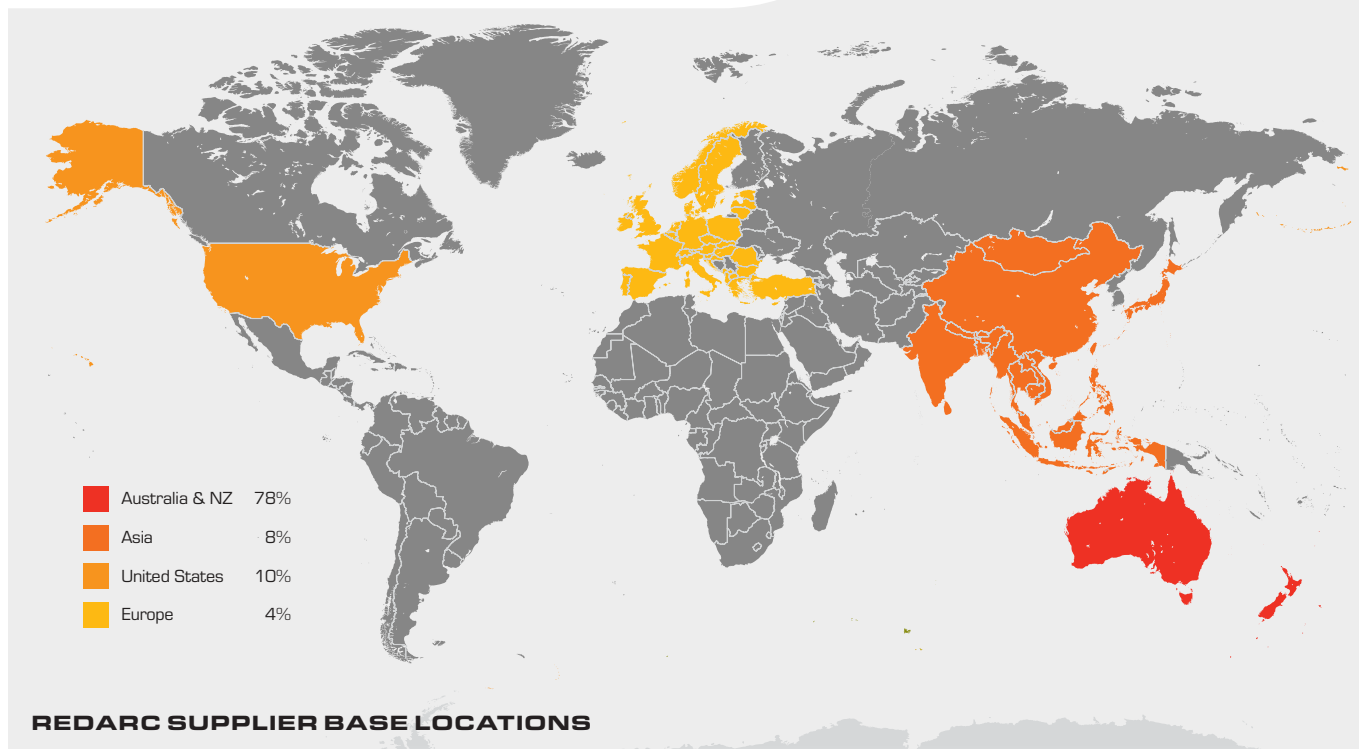 Australia & NZ 78%
Asia 8%
United States 10%
Europe 4%
REDARC SUPPLIER BASE LOCATIONS